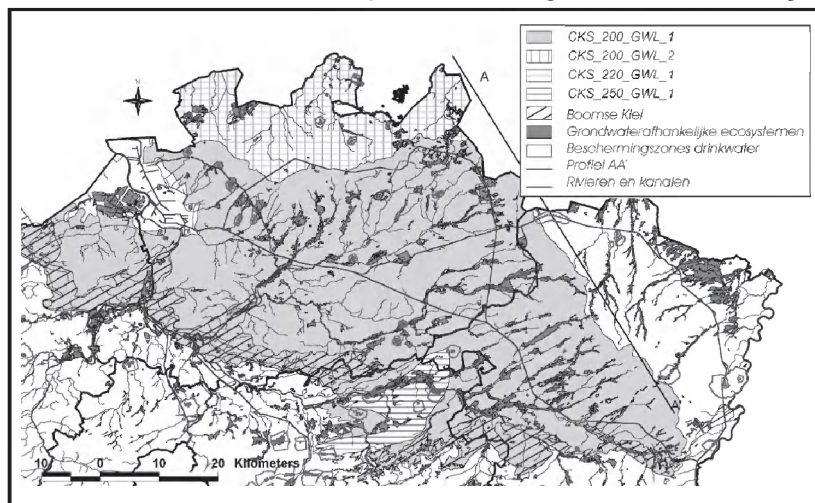 CKS_200_GWL_1
CKS_200_GWL_2
CKS_220_GWL_1
CKS_250_GWL_1
Boomse Klei
Grondwaterafhankelijke ecosystemen
Beschermingszones drinkwater
Profiel AA'
Rivieren en kanalen
A
N
10 0 10 20 Kilometers